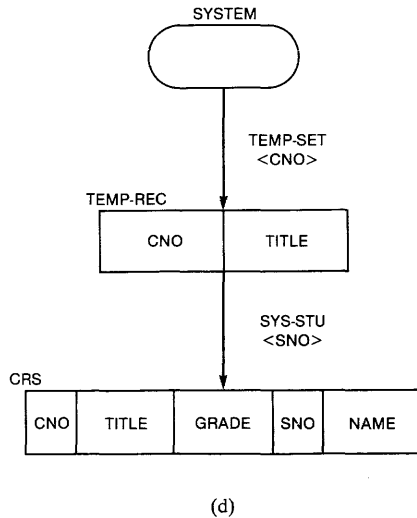 SYSTEM
TEMP-SET
<CNO>
TEMP-REC
CNO TITLE
SYS-STU
<SNO>
CRS
CNO TITLE GRADE SNO NAME
(d)